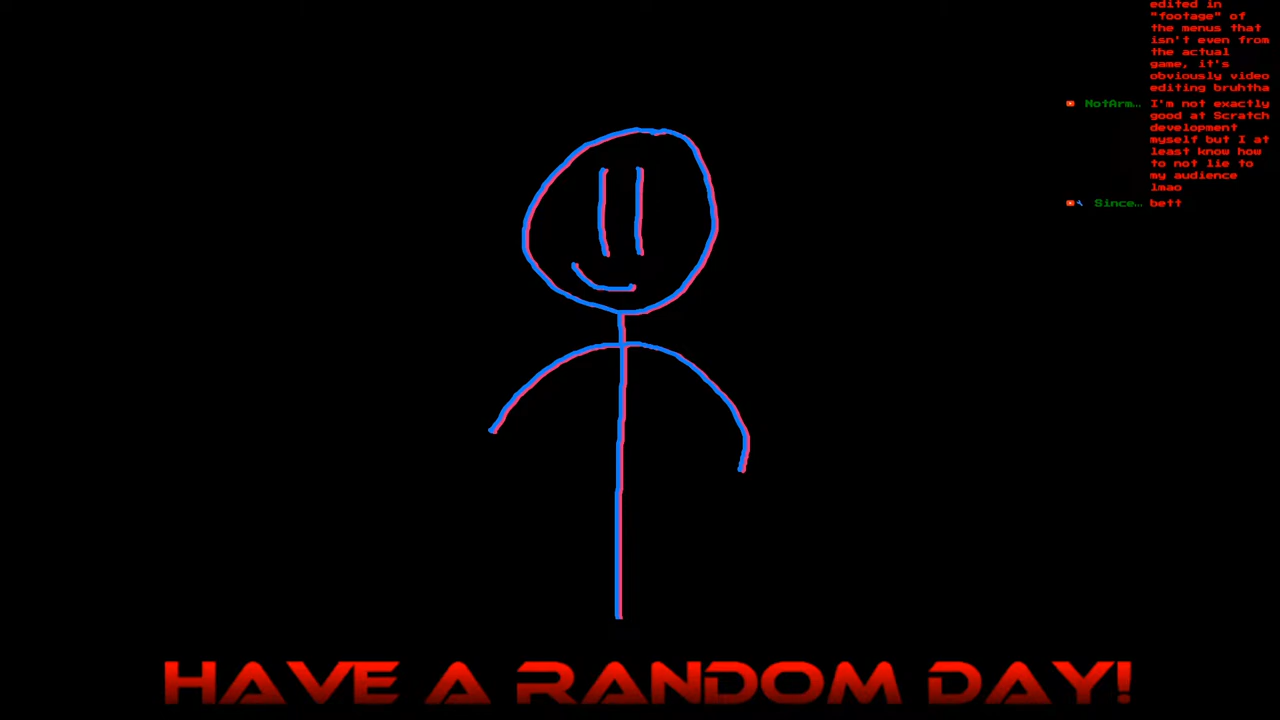 edited in
"footage" of
the menus that
isn't even from
the actual
game, it's
obviously video
editing bruhtha
NotArm… I'm not exactly
good at Scratch
development
myself but I at
least know how
to not lie to
my audience
lmao
Since… bett
HAVE A RANDOM DAY!